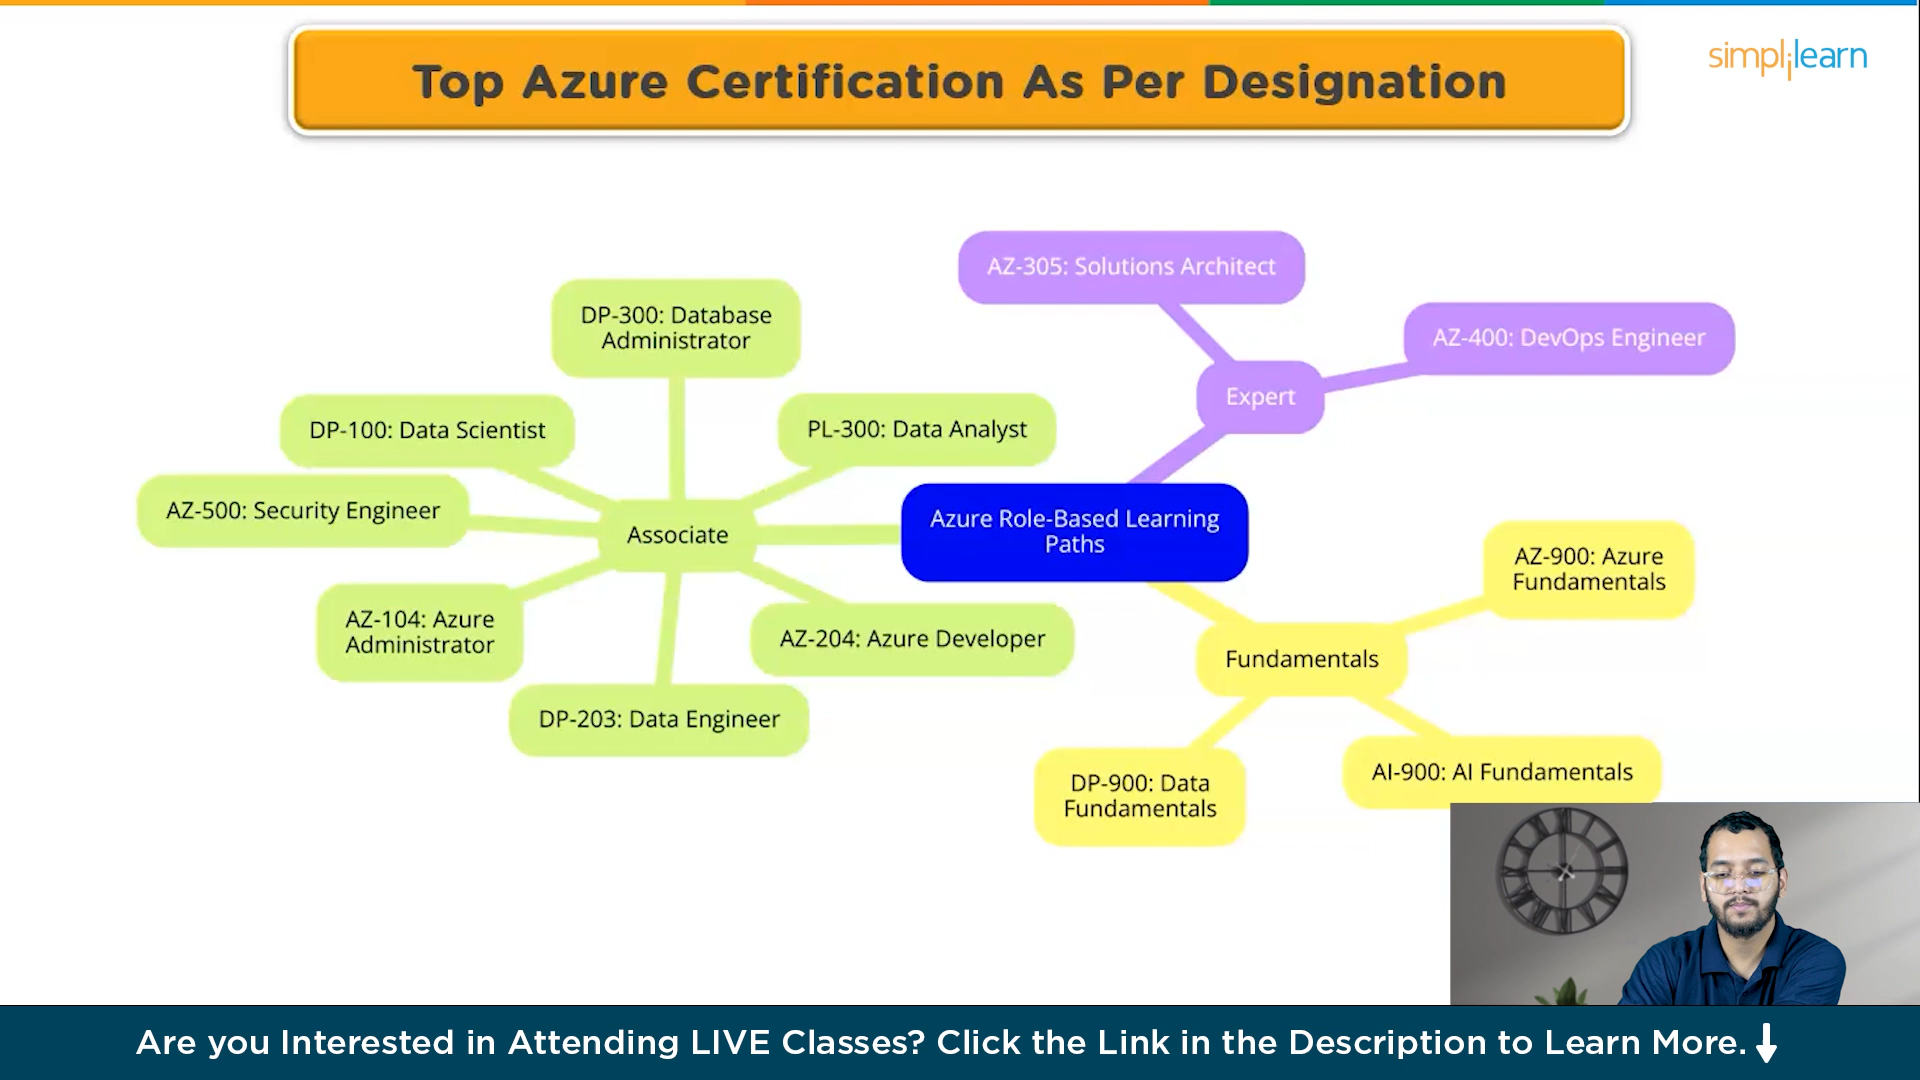 Top Azure Certification As Per Designation
simplilearn
AZ-305: Solutions Architect
DP-300: Database
Administrator
AZ-400: DevOps Engineer
Expert
DP-100: Data Scientist
PL-300: Data Analyst
AZ-500: Security Engineer
Associate
Azure Role-Based Learning
Paths
AZ-900: Azure
Fundamentals
AZ-104: Azure
Administrator
AZ-204: Azure Developer
Fundamentals
DP-203: Data Engineer
DP-900: Data
Fundamentals
AI-900: AI Fundamentals
Are you Interested in Attending LIVE Classes? Click the Link in the Description to Learn More.